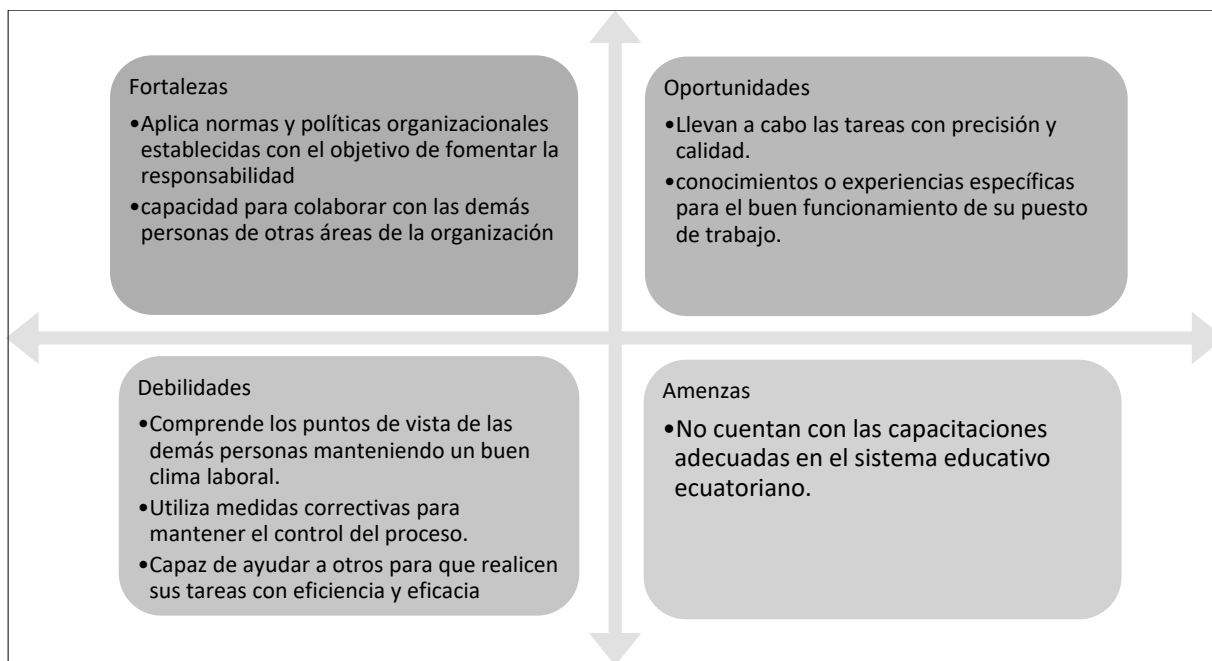 Fortalezas
•Aplica normas y políticas organizacionales
establecidas con el objetivo de fomentar la
responsabilidad
•capacidad para colaborar con las demás
personas de otras áreas de la organización
Oportunidades
•Llevan a cabo las tareas con precisión y
calidad.
•conocimientos o experiencias específicas
para el buen funcionamiento de su puesto
de trabajo.
Debilidades
•Comprende los puntos de vista de las
demás personas manteniendo un buen
clima laboral.
•Utiliza medidas correctivas para
mantener el control del proceso.
•Capaz de ayudar a otros para que realicen
sus tareas con eficiencia y eficacia
Amenzas
•No cuentan con las capacitaciones
adecuadas en el sistema educativo
ecuatoriano.